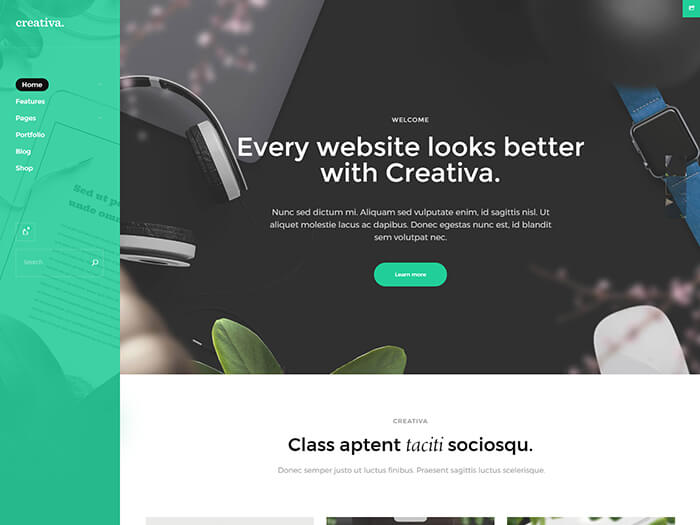 creativa.
Home
Features
Pages
Portfolio
Blog
Shop
Sed ut p
unde omn
Search
WELCOME
Every website looks better
with Creativa.
Nunc sed dictum mi. Aliquam sed vulputate enim, id sagittis nisl. Ut
aliquet molestie lacus ac dapibus. Donec egestas nunc est, id blandit
sem volutpat nec.
Learn more
CREATIVA
Class aptent taciti sociosqu.
Donec semper justo ut luctus finibus. Praesent sagittis luctus scelerisque.